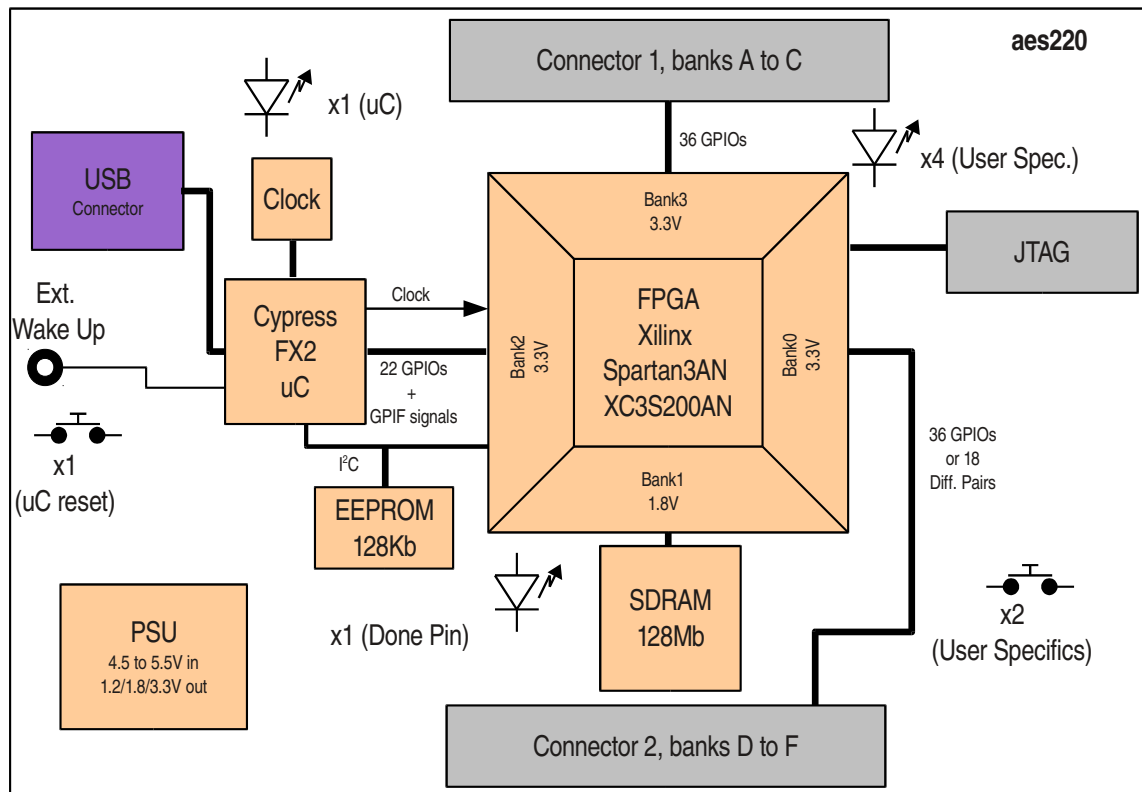 aes220
Connector 1, banks A to C
x1 (uC)
36 GPIOs
x4 (User Spec.)
USB
Connector
Clock
Bank3
3.3V
JTAG
Ext.
Wake Up
Cypress
FX2
uC
Clock
22 GPIOs
+
GPIF signals
Bank2
3.3V
FPGA
Xilinx
Spartan3AN
XC3S200AN
Bank0
3.3V
36 GPIOs
or 18
Diff. Pairs
x1
(uC reset)
I²C
EEPROM
128Kb
Bank1
1.8V
SDRAM
128Mb
x1 (Done Pin)
x2
(User Specifics)
PSU
4.5 to 5.5V in
1.2/1.8/3.3V out
Connector 2, banks D to F